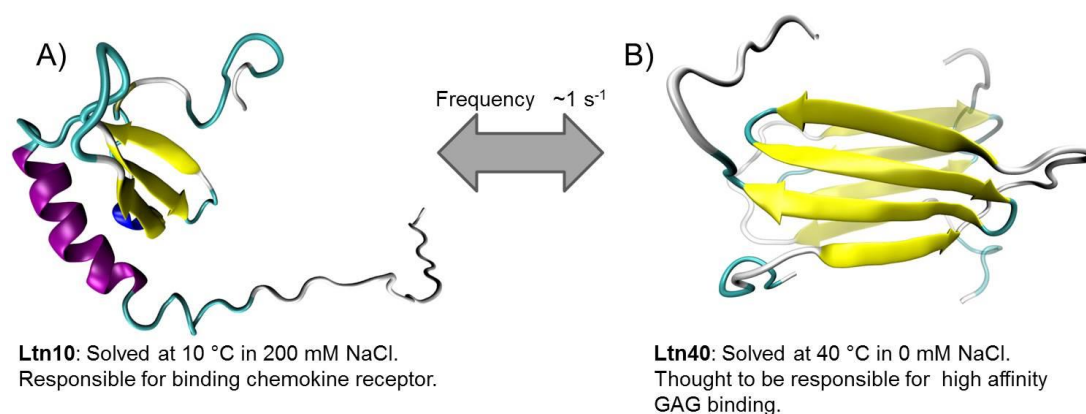 A)
Frequency ~1 s⁻¹
B)
Ltn10: Solved at 10 °C in 200 mM NaCl.
Responsible for binding chemokine receptor.
Ltn40: Solved at 40 °C in 0 mM NaCl.
Thought to be responsible for high affinity
GAG binding.